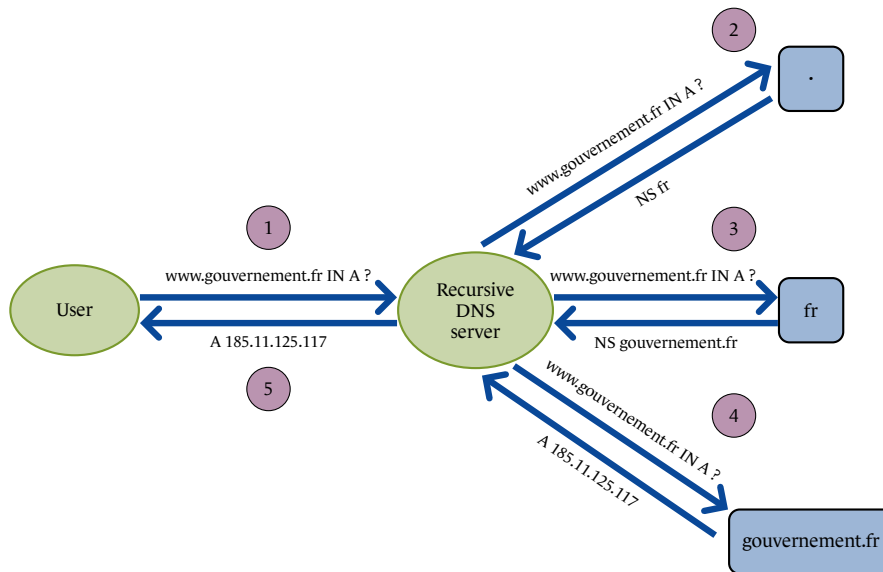 2
.
www.gouvernement.fr IN A ?
NS fr
1
3
www.gouvernement.fr IN A ?
www.gouvernement.fr IN A ?
User
Recursive
DNS
server
fr
A 185.11.125.117
NS gouvernement.fr
5
4
www.gouvernement.fr IN A ?
A 185.11.125.117
gouvernement.fr